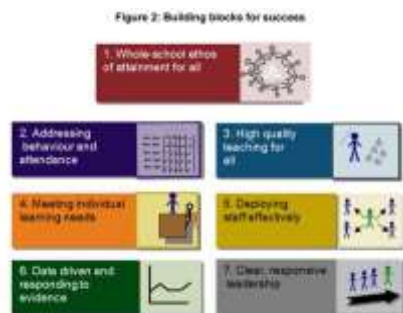 Figure 2: Building blocks for success
1. Whole-school ethos
of attainment for all
2. Addressing
behaviour and
attendance
3. High quality
teaching for
all
4. Meeting individual
learning needs
5. Deploying
staff effectively
6. Data driven and
responding to
evidence
7. Clear, responsive
leadership